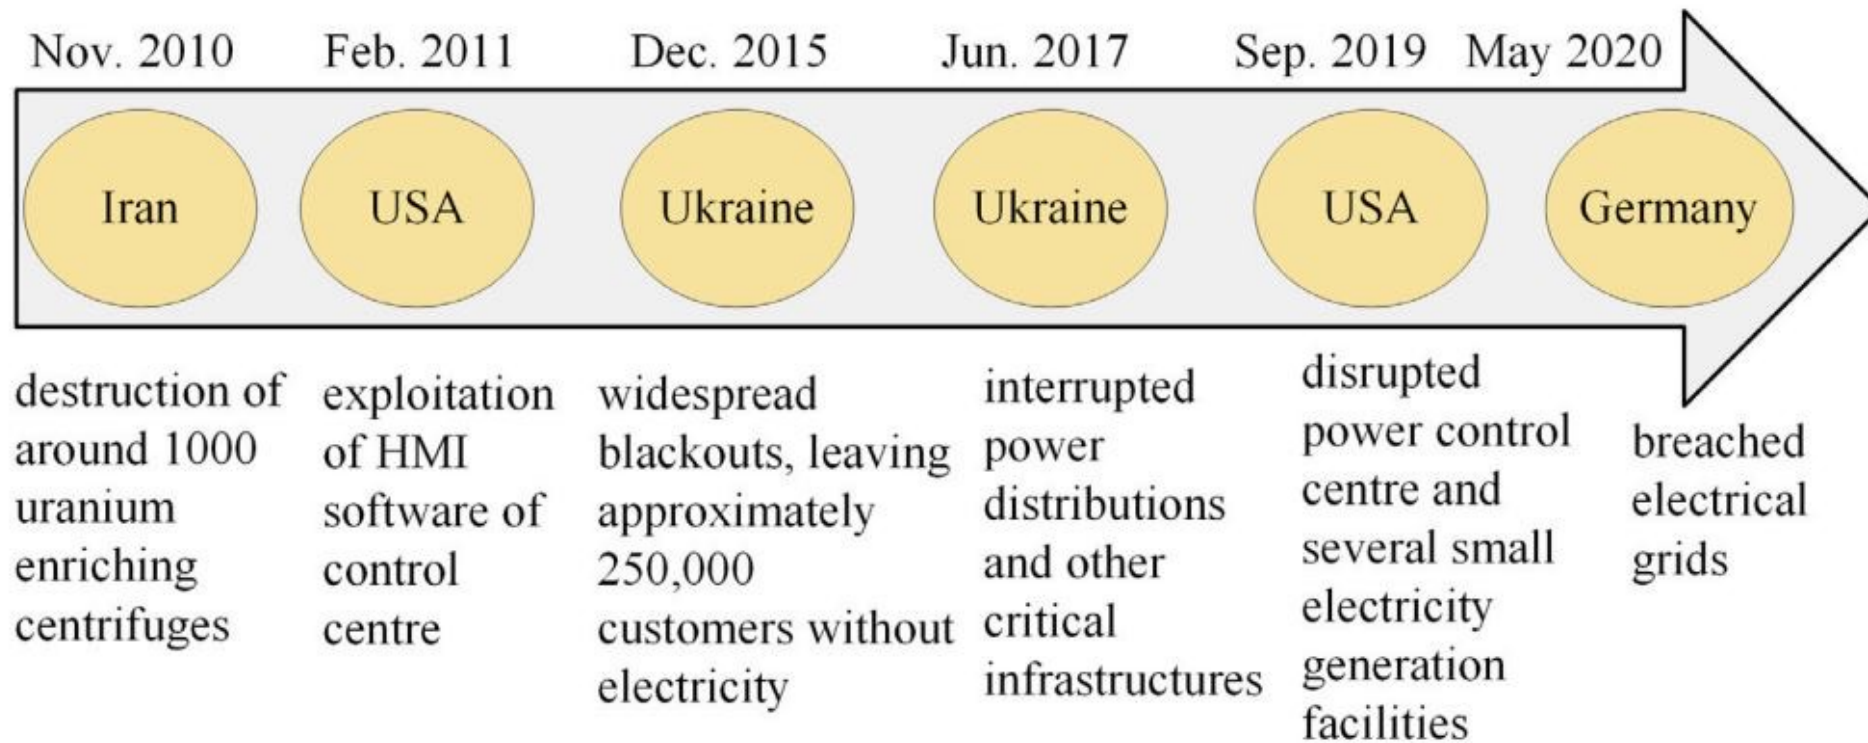 Nov. 2010
Feb. 2011
Dec. 2015
Jun. 2017
Sep. 2019
May 2020
Iran
USA
Ukraine
Ukraine
USA
Germany
destruction of
around 1000
uranium
enriching
centrifuges
exploitation
of HMI
software of
control
centre
widespread
blackouts, leaving
approximately
250,000
customers without
electricity
interrupted
power
distributions
and other
critical
infrastructures
disrupted
power control
centre and
several small
electricity
generation
facilities
breached
electrical
grids